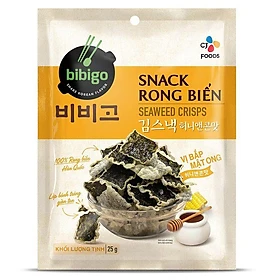 CJ
FOODS
bibigo
SHARE KOREAN FLAVOR
비비고
SNACK
RONG BIỂN
SEAWEED CRISPS
김스낵 허니앤콘맛
VỊ BẮP
MẬT ONG
허니앤콘맛
100% Rong biển
Hàn Quốc
Lớp bánh tráng
giòn tan
KHỐI LƯỢNG TỊNH 25 g